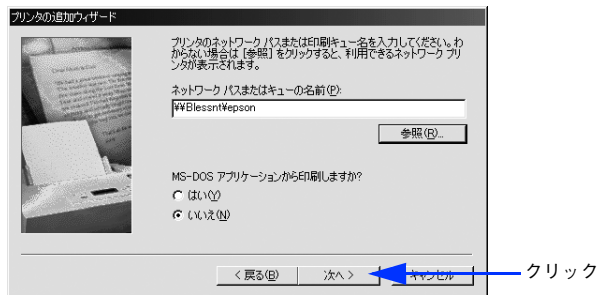 プリンタの追加ウィザード
プリンタのネットワーク パスまたは印刷キュー名を入力してください。わ
からない場合は [参照] をクリックすると、利用できるネットワーク プリ
ンタが表示されます。
ネットワーク パスまたはキューの名前(P):
¥¥Blessnt¥epson
参照(R)...
MS-DOS アプリケーションから印刷しますか?
はい(Y)
いいえ(N)
< 戻る(B)
次へ >
キャンセル
クリック